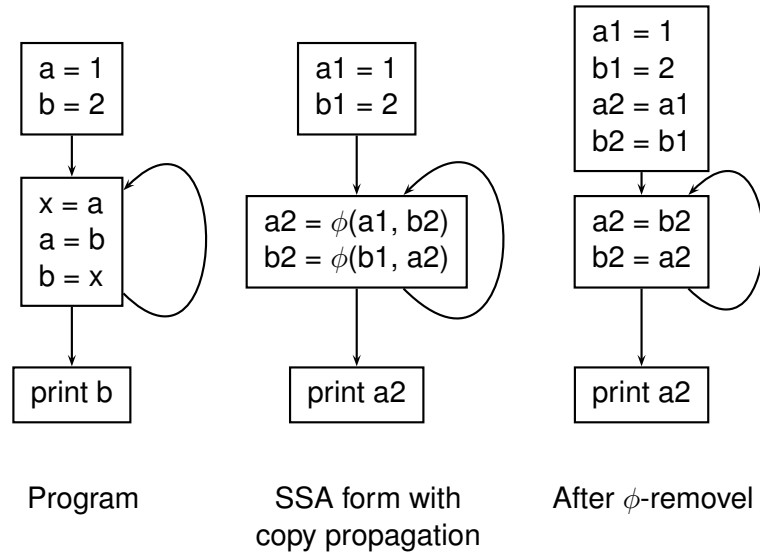 a = 1
b = 2
x = a
a = b
b = x
print b
Program
a1 = 1
b1 = 2
a2 = ϕ(a1, b2)
b2 = ϕ(b1, a2)
print a2
SSA form with
copy propagation
a1 = 1
b1 = 2
a2 = a1
b2 = b1
a2 = b2
b2 = a2
print a2
After ϕ-removel